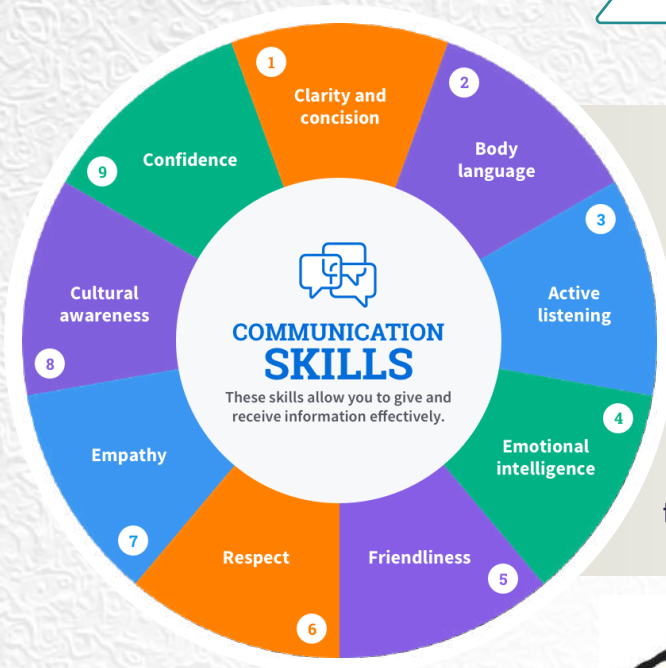 COMMUNICATION
SKILLS
These skills allow you to give and
receive information effectively.
1
Clarity and
concision
2
Body
language
3
Active
listening
4
Emotional
intelligence
5
Friendliness
6
Respect
7
Empathy
8
Cultural
awareness
9
Confidence